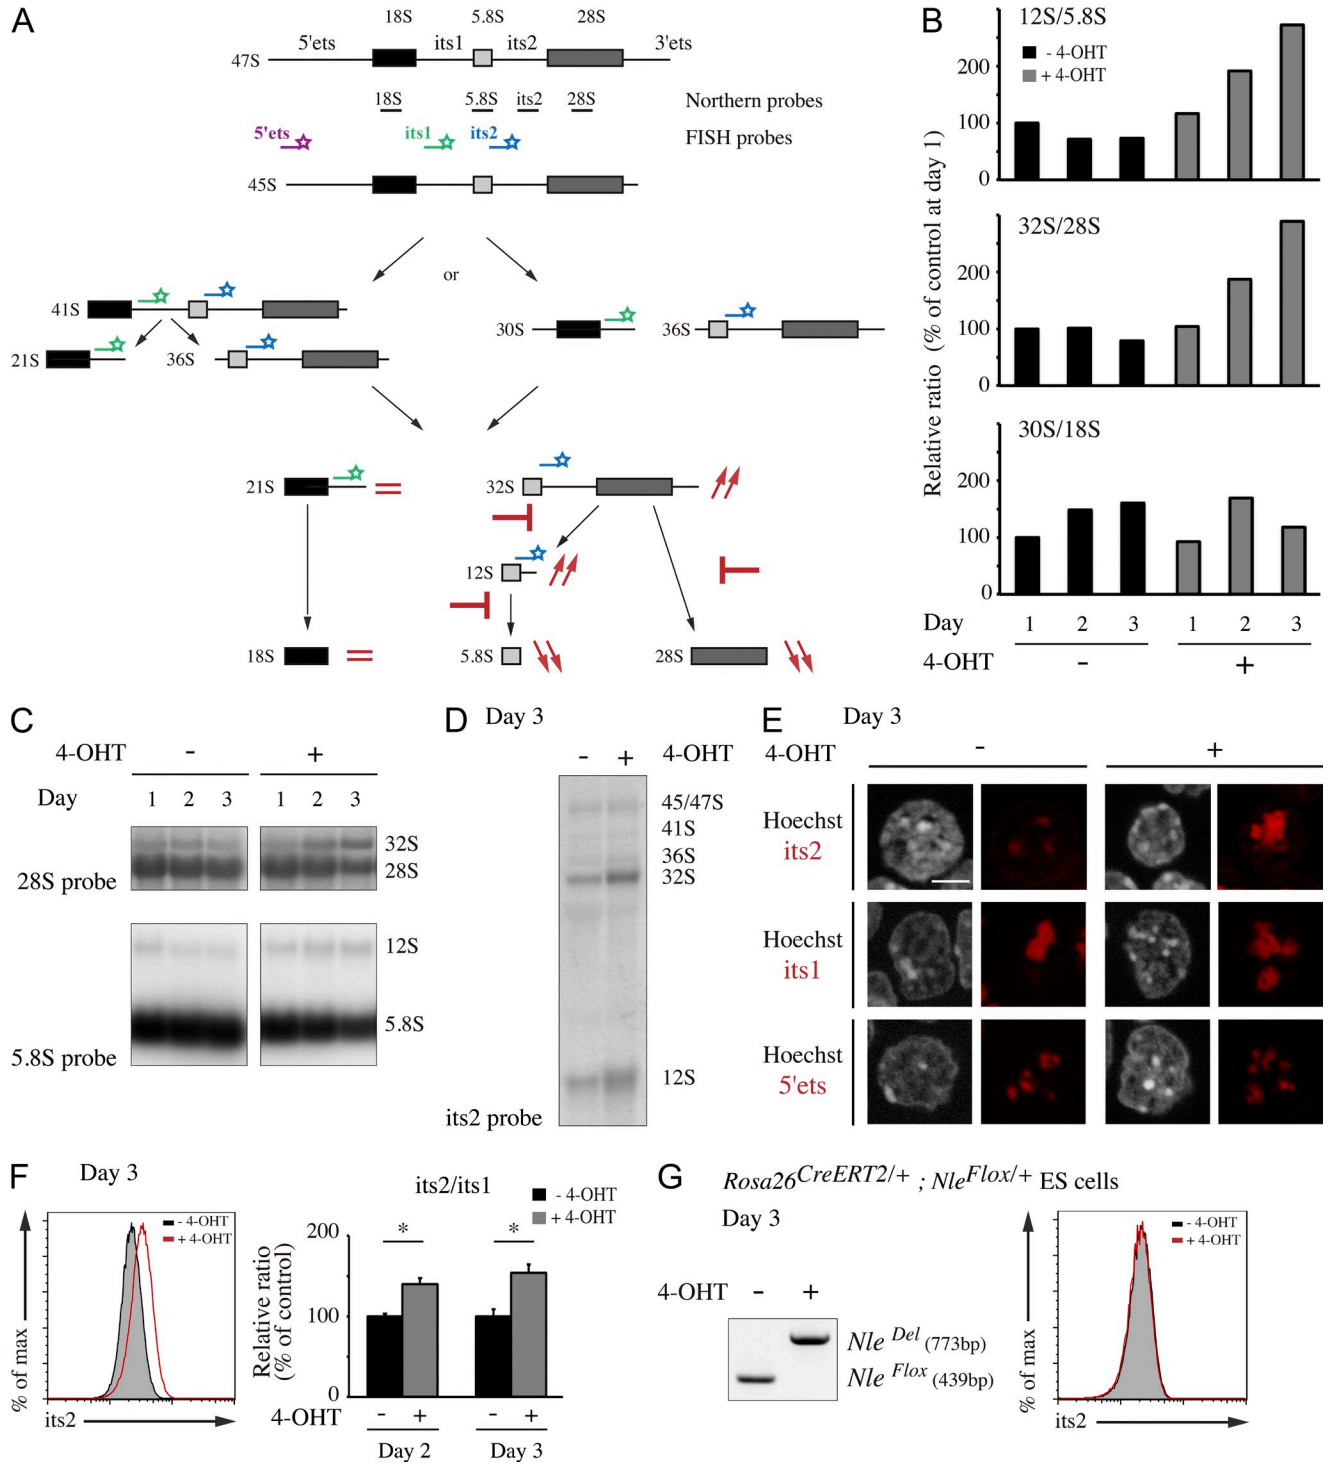 A
18S 5.8S 28S
5'ets its1 its2 3'ets
47S
18S 5.8S its2 28S Northern probes
5'ets its1 its2 FISH probes
45S
or
41S
30S 36S
21S 36S
21S 32S
12S
18S 5.8S 28S
B
12S/5.8S
- 4-OHT
+ 4-OHT
200
100
0
32S/28S
200
100
0
30S/18S
200
100
0
Relative ratio (% of control at day 1)
Day 1 2 3 1 2 3
4-OHT - +
C
4-OHT - +
Day 1 2 3 1 2 3
32S
28S
28S probe
12S
5.8S
5.8S probe
D Day 3
- + 4-OHT
45/47S
41S
36S
32S
12S
its2 probe
E Day 3
4-OHT - +
Hoechst
its2
Hoechst
its1
Hoechst
5'ets
F Day 3
- 4-OHT
+ 4-OHT
% of max
its2
its2/its1
- 4-OHT
+ 4-OHT
200
100
0
Relative ratio
(% of control)
* *
4-OHT - + - +
Day 2 Day 3
G Rosa26CreERT2/+ ; NleFlox/+ ES cells
Day 3
4-OHT - +
Nle Del (773bp)
Nle Flox (439bp)
- 4-OHT
+ 4-OHT
% of max
its2